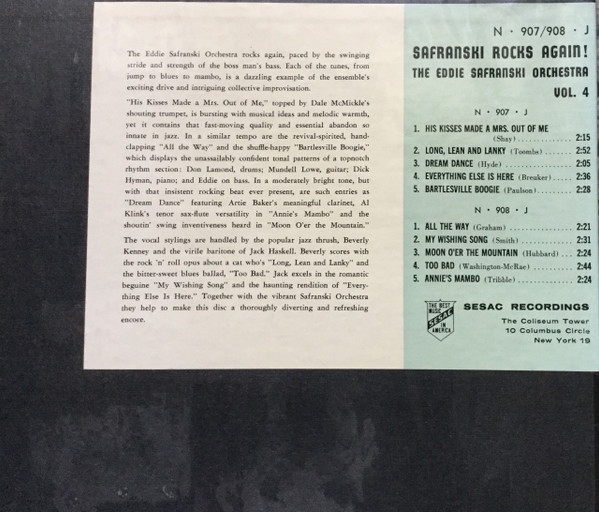 The Eddie Safranski Orchestra rocks again, paced by the swinging
stride and strength of the boss man's bass. Each of the tunes, from
jump to blues to mambo, is a dazzling example of the ensemble's
exciting drive and intriguing collective improvisation.
"His Kisses Made a Mrs. Out of Me," topped by Dale McMickle's
shouting trumpet, is bursting with musical ideas and melodic warmth,
yet it contains that fast-moving quality and essential abandon so
innate in jazz. In a similar tempo are the revival-spirited, hand-
clapping "All the Way" and the shuffle-happy "Bartlesville Boogie,"
which displays the unassailably confident tonal patterns of a topnotch
rhythm section: Don Lamond, drums; Mundell Lowe, guitar; Dick
Hyman, piano; and Eddie on bass. In a moderately bright tone, but
with that insistent rocking beat ever present, are such entries as
"Dream Dance" featuring Artie Baker's meaningful clarinet, Al
Klink's tenor sax-flute versatility in "Annie's Mambo" and the
shoutin' swing inventiveness heard in "Moon O'er the Mountain."
The vocal stylings are handled by the popular jazz thrush, Beverly
Kenney and the virile baritone of Jack Haskell. Beverly scores with
the rock 'n' roll opus about a cat who's "Long, Lean and Lanky" and
the bitter-sweet blues ballad, "Too Bad." Jack excels in the romantic
beguine "My Wishing Song" and the haunting rendition of "Every-
thing Else Is Here." Together with the vibrant Safranski Orchestra
they help to make this disc a thoroughly diverting and refreshing
encore.
N · 907/908 · J
SAFRANSKI ROCKS AGAIN!
THE EDDIE SAFRANSKI ORCHESTRA
VOL. 4
N · 907 · J
1. HIS KISSES MADE A MRS. OUT OF ME
(Shay) 2:15
2. LONG, LEAN AND LANKY (Toombs) 2:52
3. DREAM DANCE (Hyde) 2:05
4. EVERYTHING ELSE IS HERE (Breuker) 2:36
5. BARTLESVILLE BOOGIE (Paulson) 2:28
N · 908 · J
1. ALL THE WAY (Graham) 2:21
2. MY WISHING SONG (Smith) 2:31
3. MOON O'ER THE MOUNTAIN (Hubbard) 2:24
4. TOO BAD (Washington-McRae) 2:44
5. ANNIE'S MAMBO (Tribble) 2:24
THE BEST
MUSIC
SESAC
IN
AMERICA
SESAC RECORDINGS
The Coliseum Tower
10 Columbus Circle
New York 19